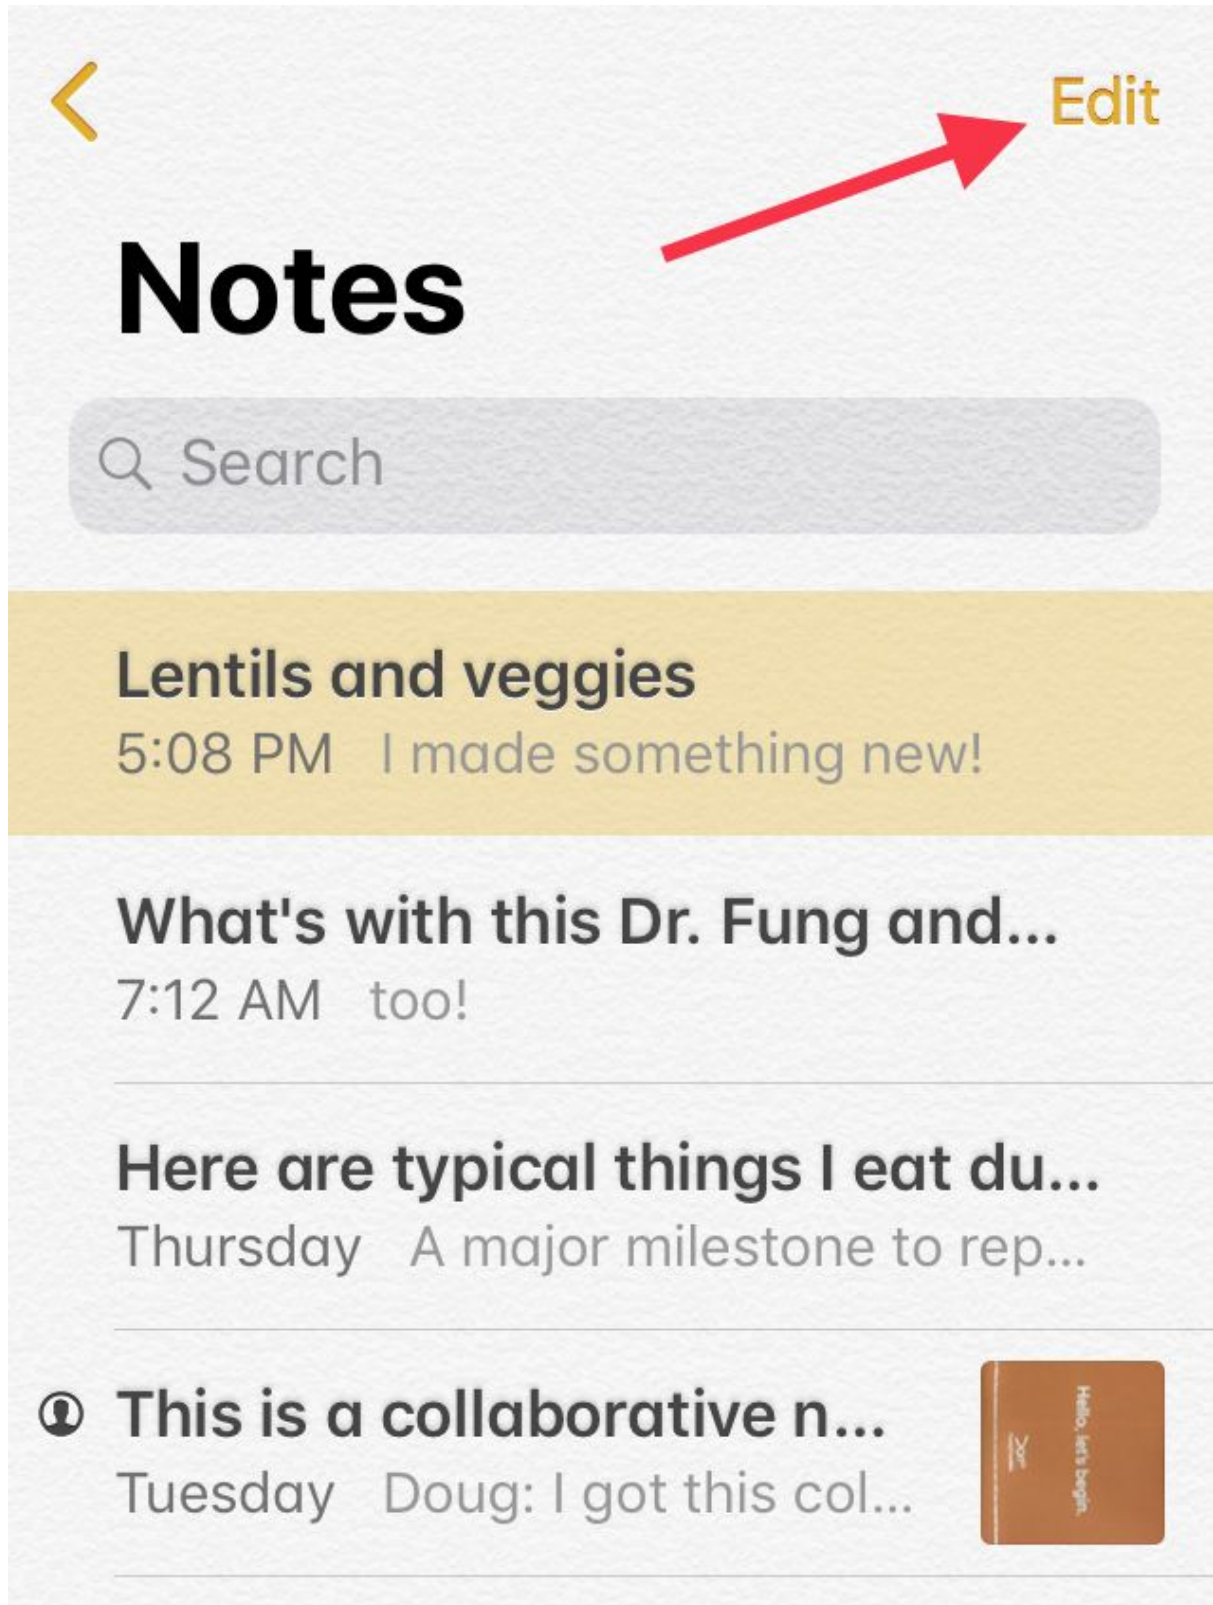 Edit
Notes
Search
Lentils and veggies
5:08 PM I made something new!
What's with this Dr. Fung and...
7:12 AM too!
Here are typical things I eat du...
Thursday A major milestone to rep...
This is a collaborative n...
Tuesday Doug: I got this col...
Hello, let's begin.